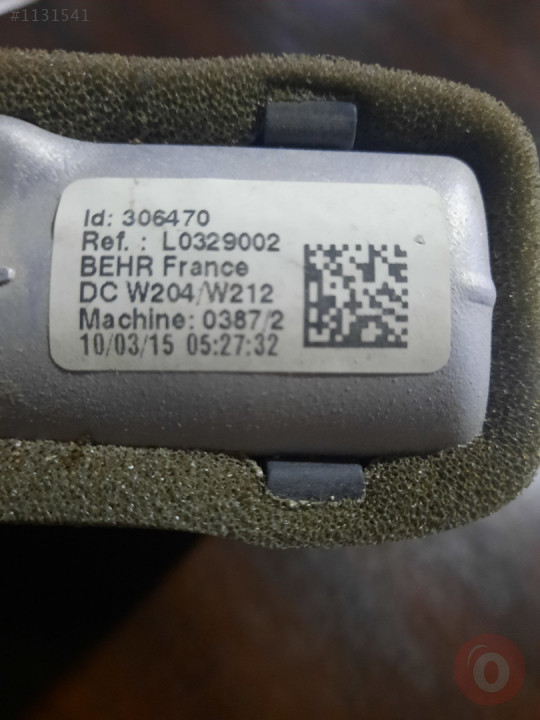 #1131541
Id: 306470
Ref. : L0329002
BEHR France
DC W204/W212
Machine: 0387/2
10/03/15 05:27:32